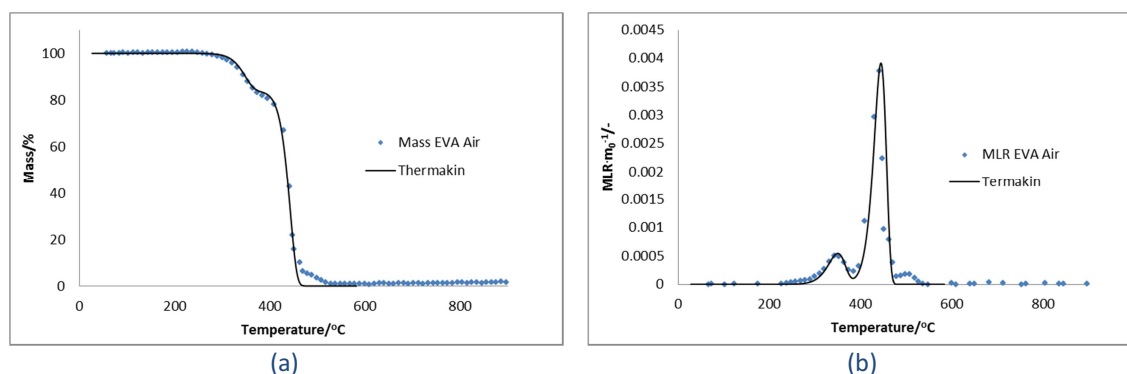 100
80
60
40
20
0
Mass/%
0 200 400 600 800
Temperature/ºC
Mass EVA Air
Thermakin
(a)
0.0045
0.004
0.0035
0.003
0.0025
0.002
0.0015
0.001
0.0005
0
MLR·m₀⁻¹/-
0 200 400 600 800
Temperature/ºC
MLR EVA Air
Termakin
(b)